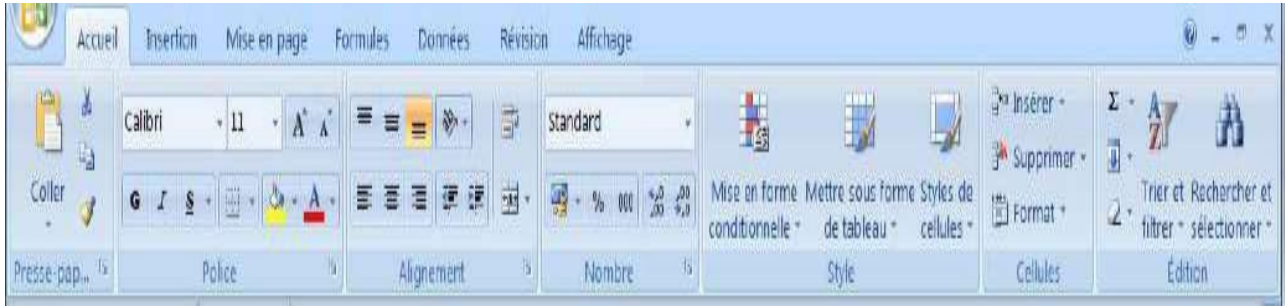 Accueil Insertion Mise en page Formules Données Révision Affichage
Calibri 11 A A Standard Insérer Σ A Z
Supprimer
Coller G I S A % 000 Mise en forme Mettre sous forme Styles de Format Trier et Rechercher et
conditionnelle de tableau cellules filtrer sélectionner
Presse-pap... Police Alignement Nombre Style Cellules Édition